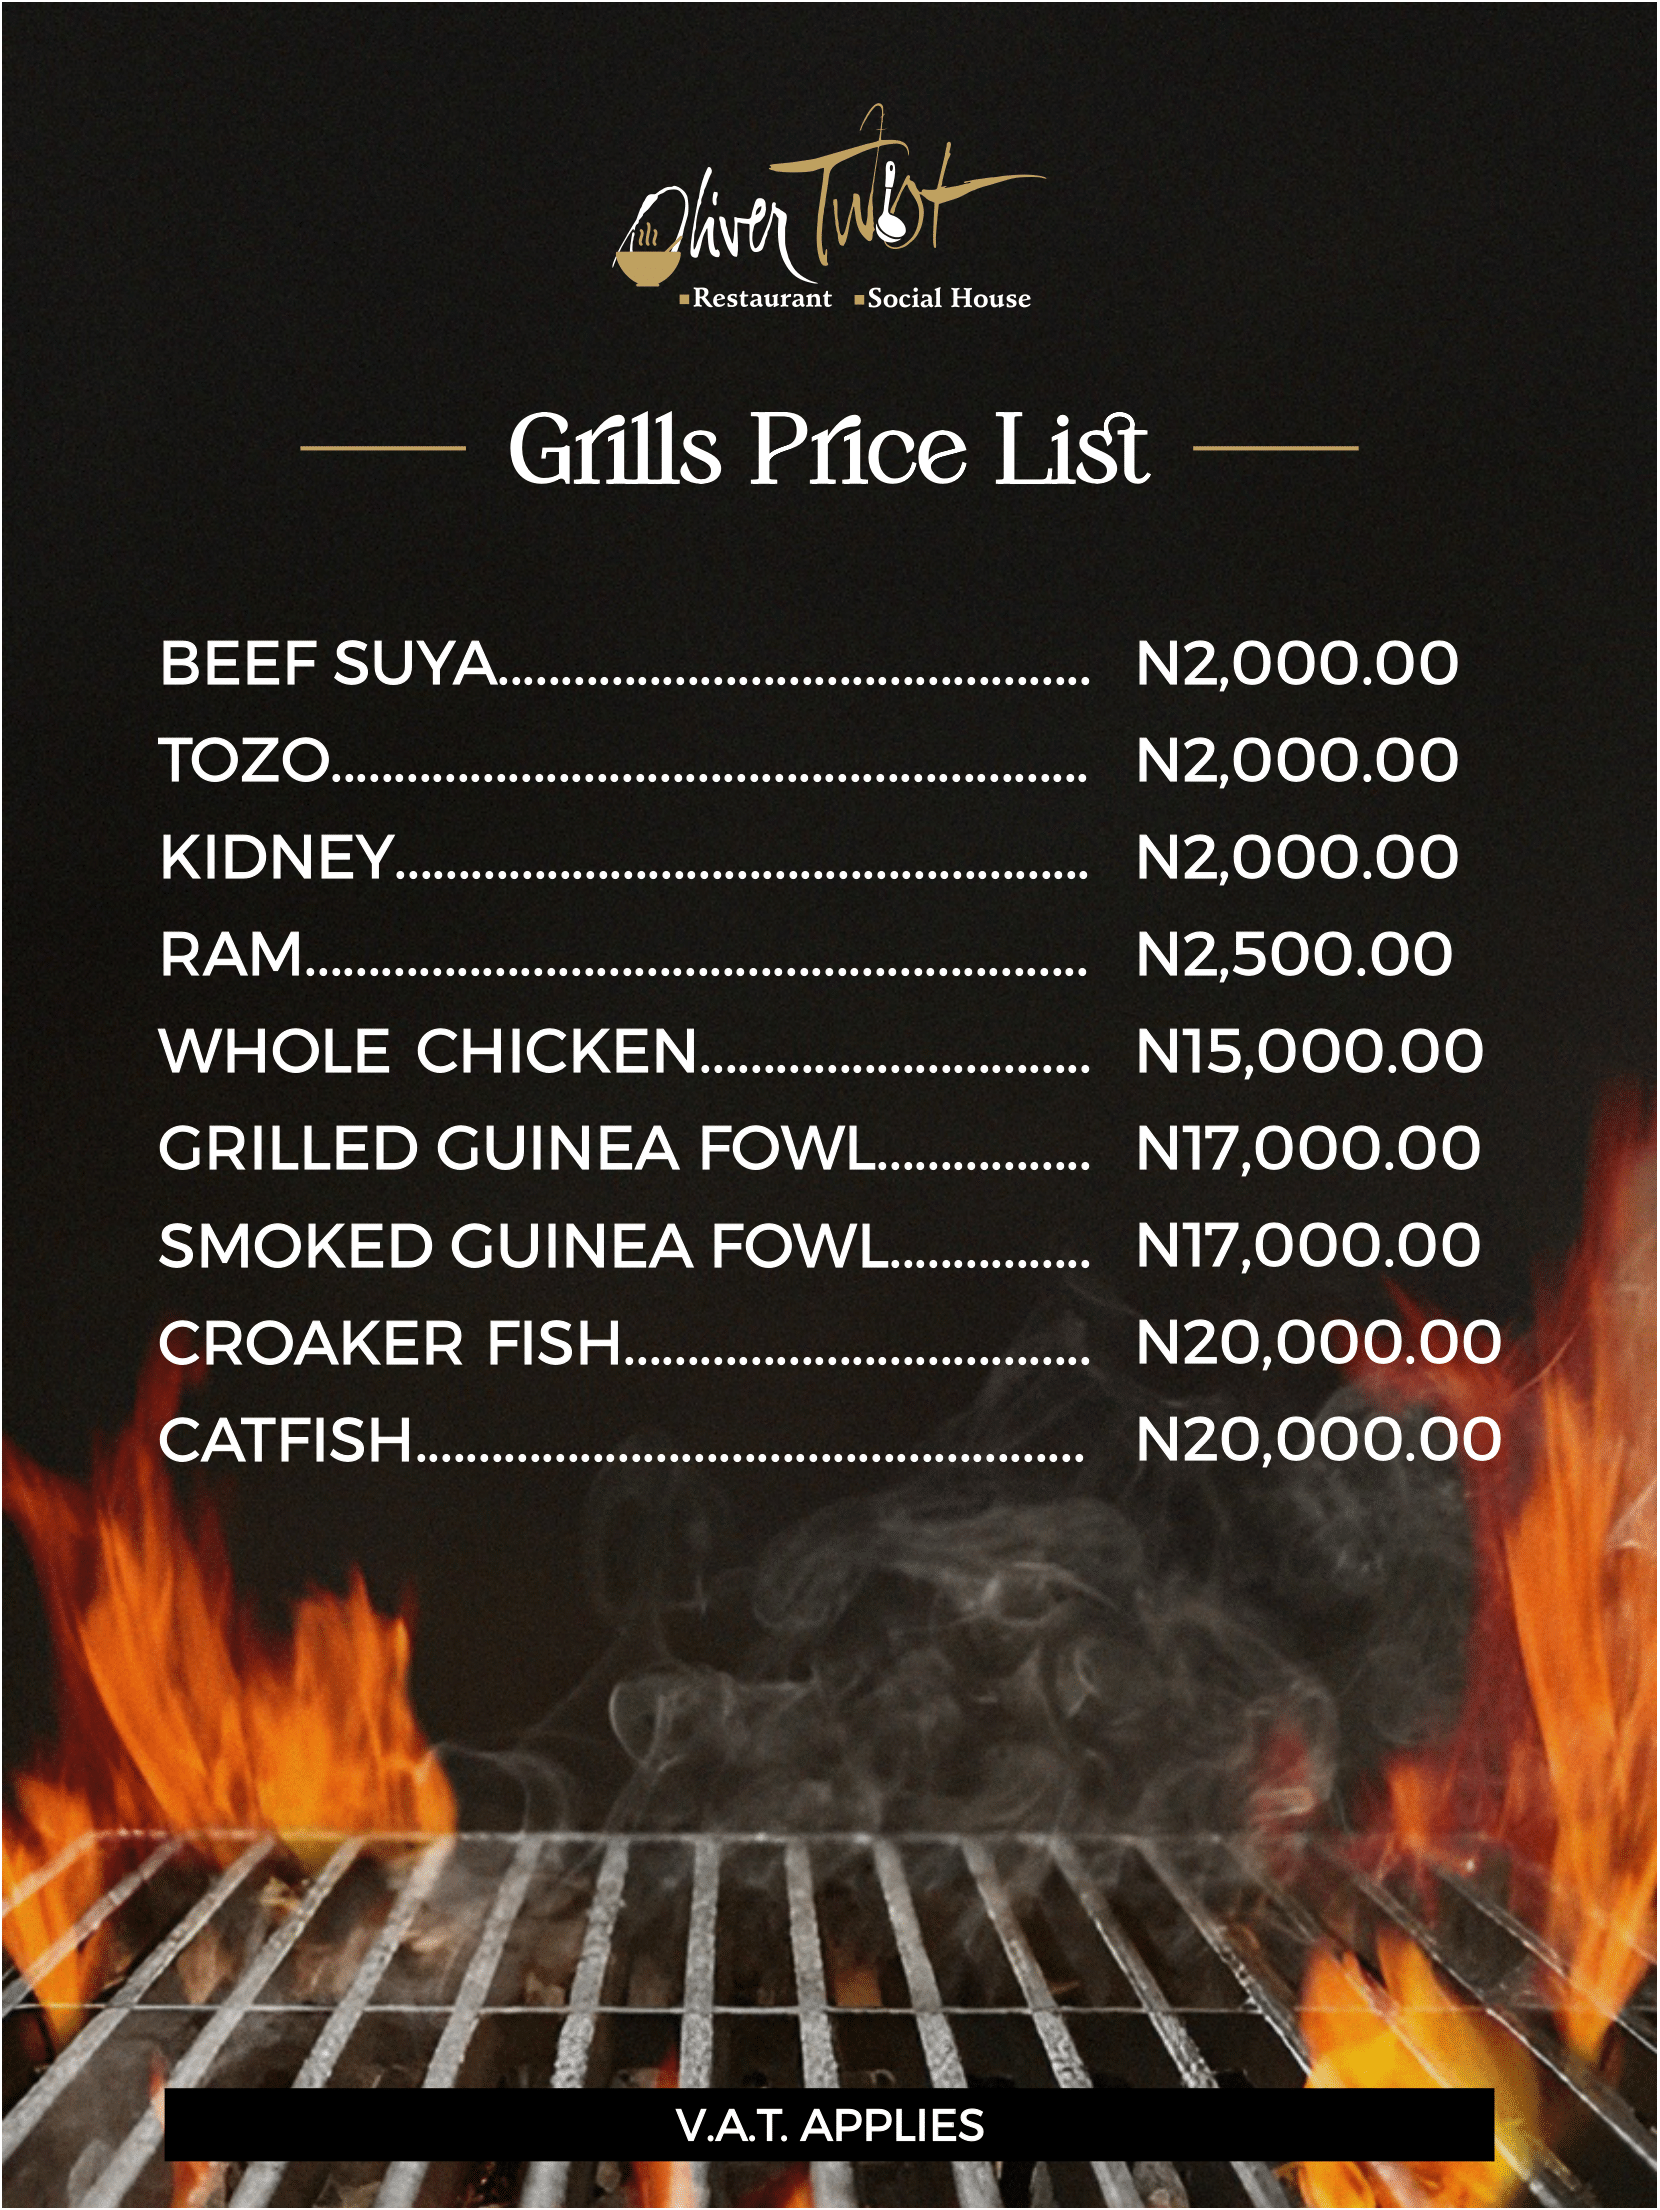 Oliver Twist
Restaurant Social House
Grills Price List
BEEF SUYA............................................... N2,000.00
TOZO............................................................ N2,000.00
KIDNEY....................................................... N2,000.00
RAM.............................................................. N2,500.00
WHOLE CHICKEN............................... N15,000.00
GRILLED GUINEA FOWL................. N17,000.00
SMOKED GUINEA FOWL................ N17,000.00
CROAKER FISH..................................... N20,000.00
CATFISH..................................................... N20,000.00
V.A.T. APPLIES